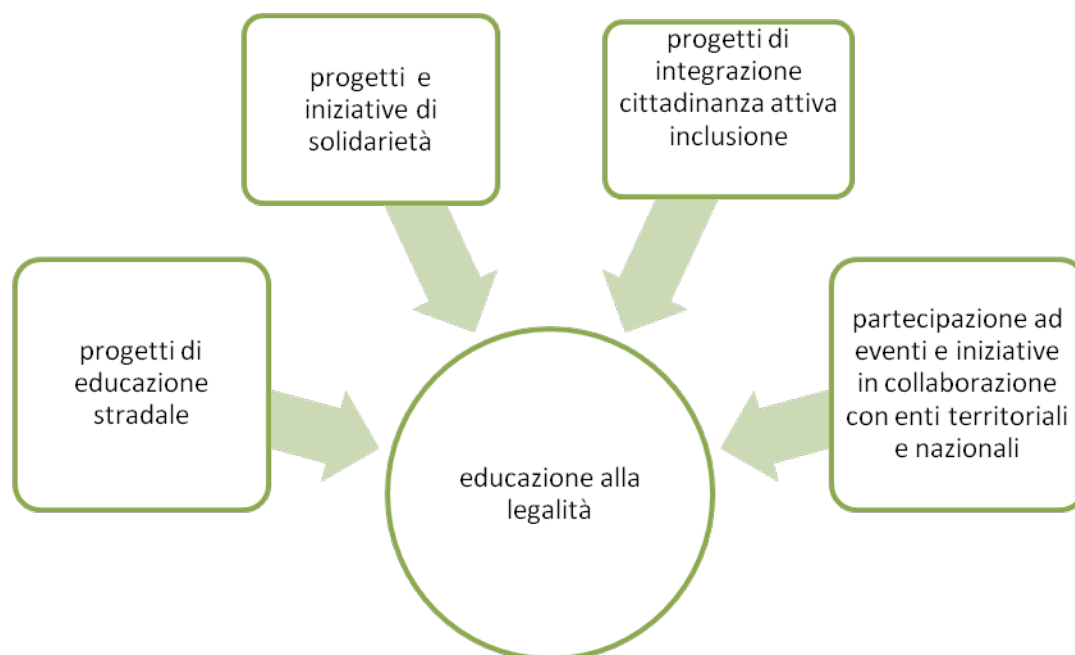 progetti e
iniziative di
solidarietà
progetti di
integrazione
cittadinanza attiva
inclusione
progetti di
educazione
stradale
partecipazione ad
eventi e iniziative
in collaborazione
con enti territoriali
e nazionali
educazione alla
legalità